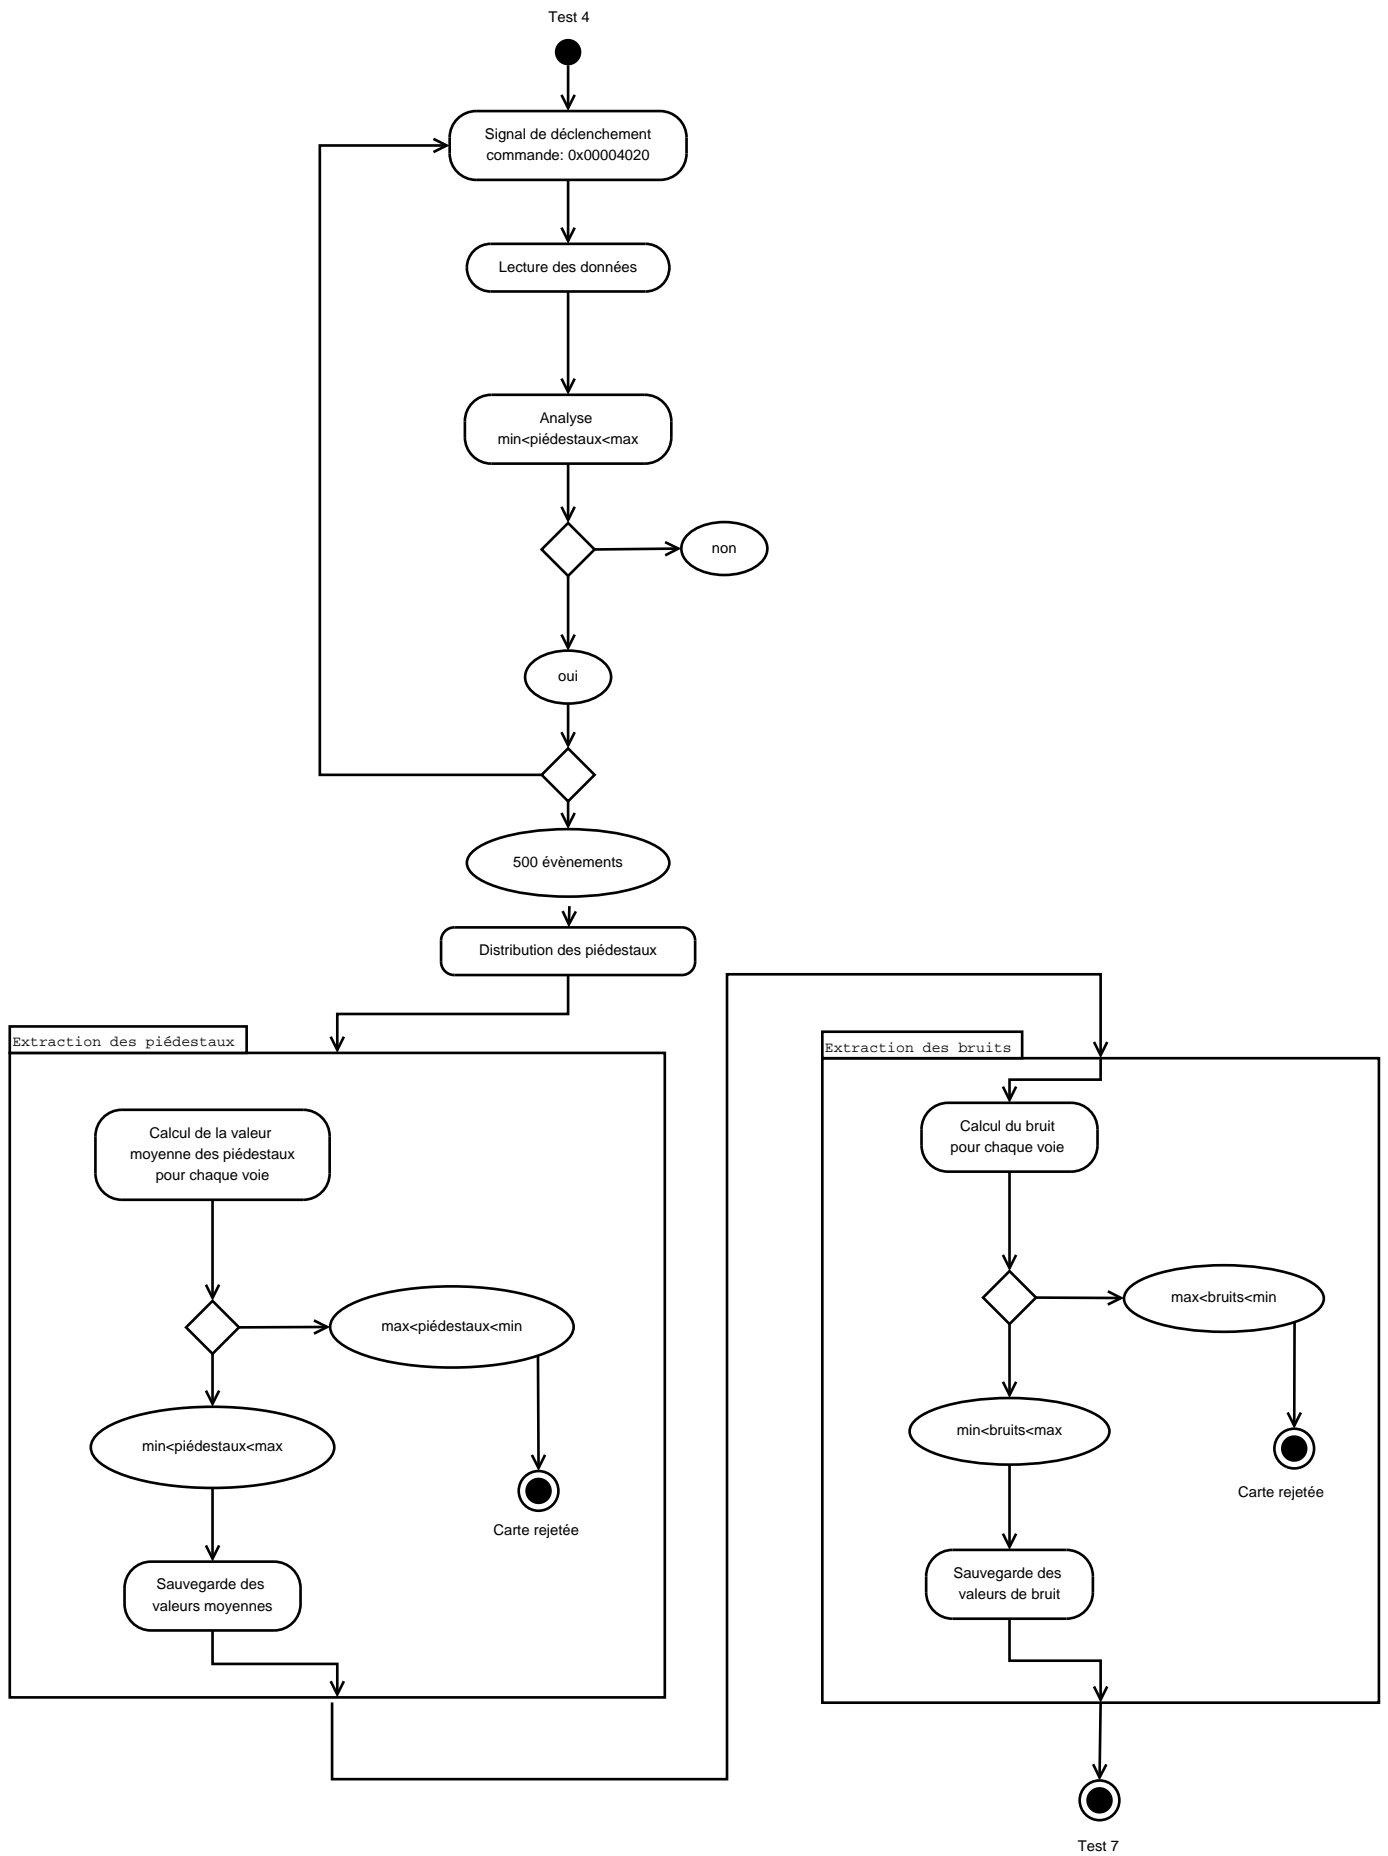 Test 4
Signal de déclenchement
commande: 0x00004020
Lecture des données
Analyse
min<piédestaux<max
non
oui
500 évènements
Distribution des piédestaux
Extraction des piédestaux
Calcul de la valeur
moyenne des piédestaux
pour chaque voie
max<piédestaux<min
min<piédestaux<max
Carte rejetée
Sauvegarde des
valeurs moyennes
Extraction des bruits
Calcul du bruit
pour chaque voie
max<bruits<min
min<bruits<max
Carte rejetée
Sauvegarde des
valeurs de bruit
Test 7